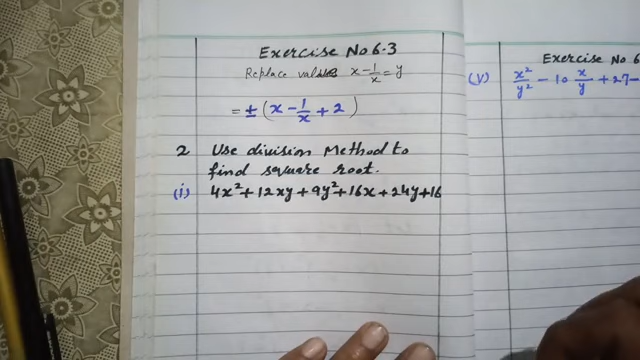 Exercise No 6.3
Replace values x - 1/x = y
= ± (x - 1/x + 2)
2 Use division Method to
find square root.
(i) 4x² + 12xy + 9y² + 16x + 24y + 16
Exercise No 6
(V) x²/y² - 10 x/y + 27 -